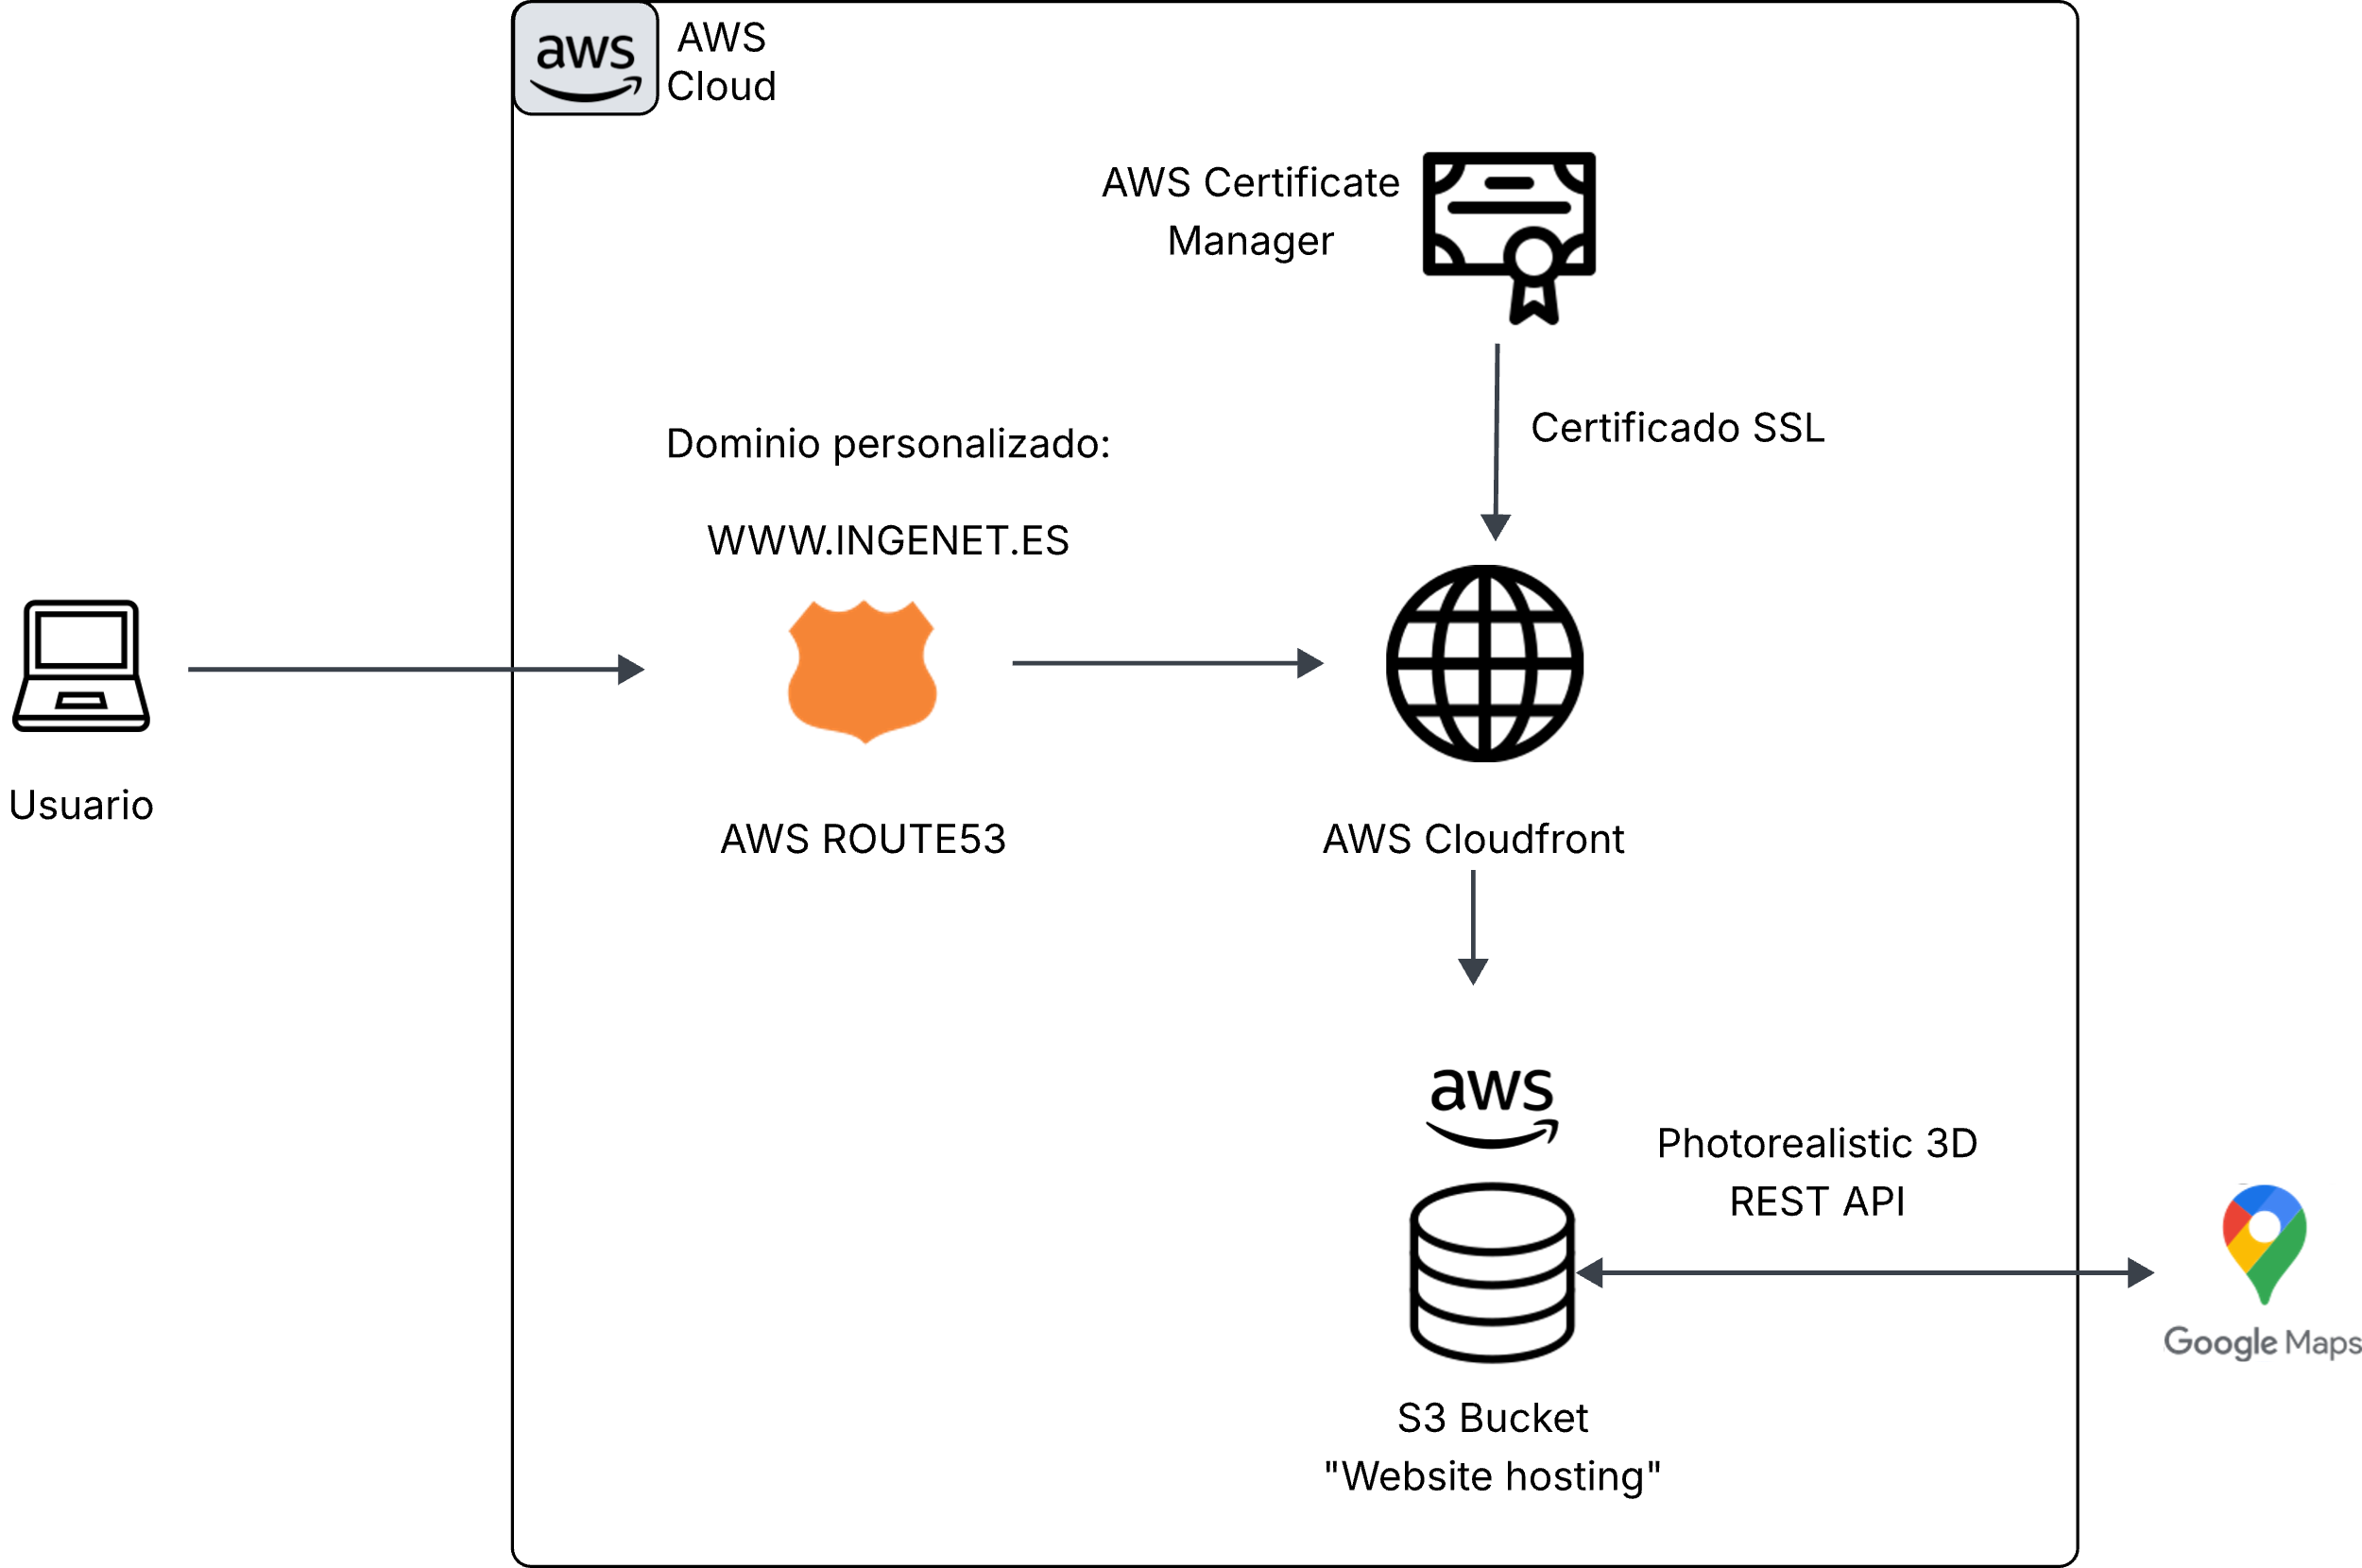 aws
AWS
Cloud
AWS Certificate
Manager
Certificado SSL
Dominio personalizado:
WWW.INGENET.ES
Usuario
AWS ROUTE53
AWS Cloudfront
aws
Photorealistic 3D
REST API
Google Maps
S3 Bucket
"Website hosting"